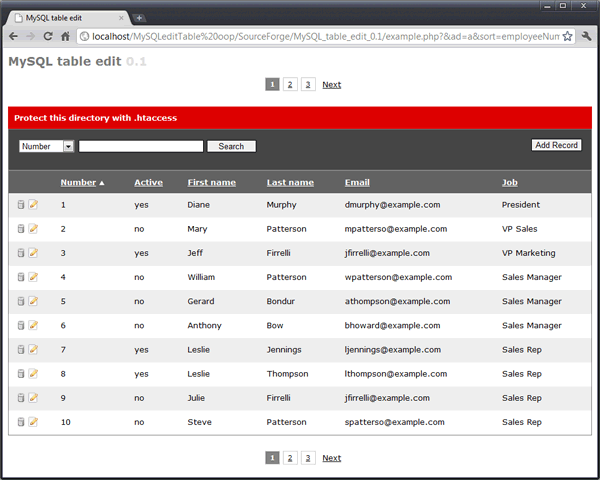 MySQL table edit
localhost/MySQLeditTable%20oop/SourceForge/MySQL_table_edit_0.1/example.php?&ad=a&sort=employeeNum
MySQL table edit 0.1
1 2 3 Next
Protect this directory with .htaccess
Number Search Add Record
Number Active First name Last name Email Job
1 yes Diane Murphy dmurphy@example.com President
2 no Mary Patterson mpatterso@example.com VP Sales
3 yes Jeff Firrelli jfirrelli@example.com VP Marketing
4 no William Patterson wpatterson@example.com Sales Manager
5 no Gerard Bondur athompson@example.com Sales Manager
6 no Anthony Bow bhoward@example.com Sales Manager
7 yes Leslie Jennings ljennings@example.com Sales Rep
8 yes Leslie Thompson lthompson@example.com Sales Rep
9 no Julie Firrelli jfirrelli@example.com Sales Rep
10 no Steve Patterson spatterso@example.com Sales Rep
1 2 3 Next